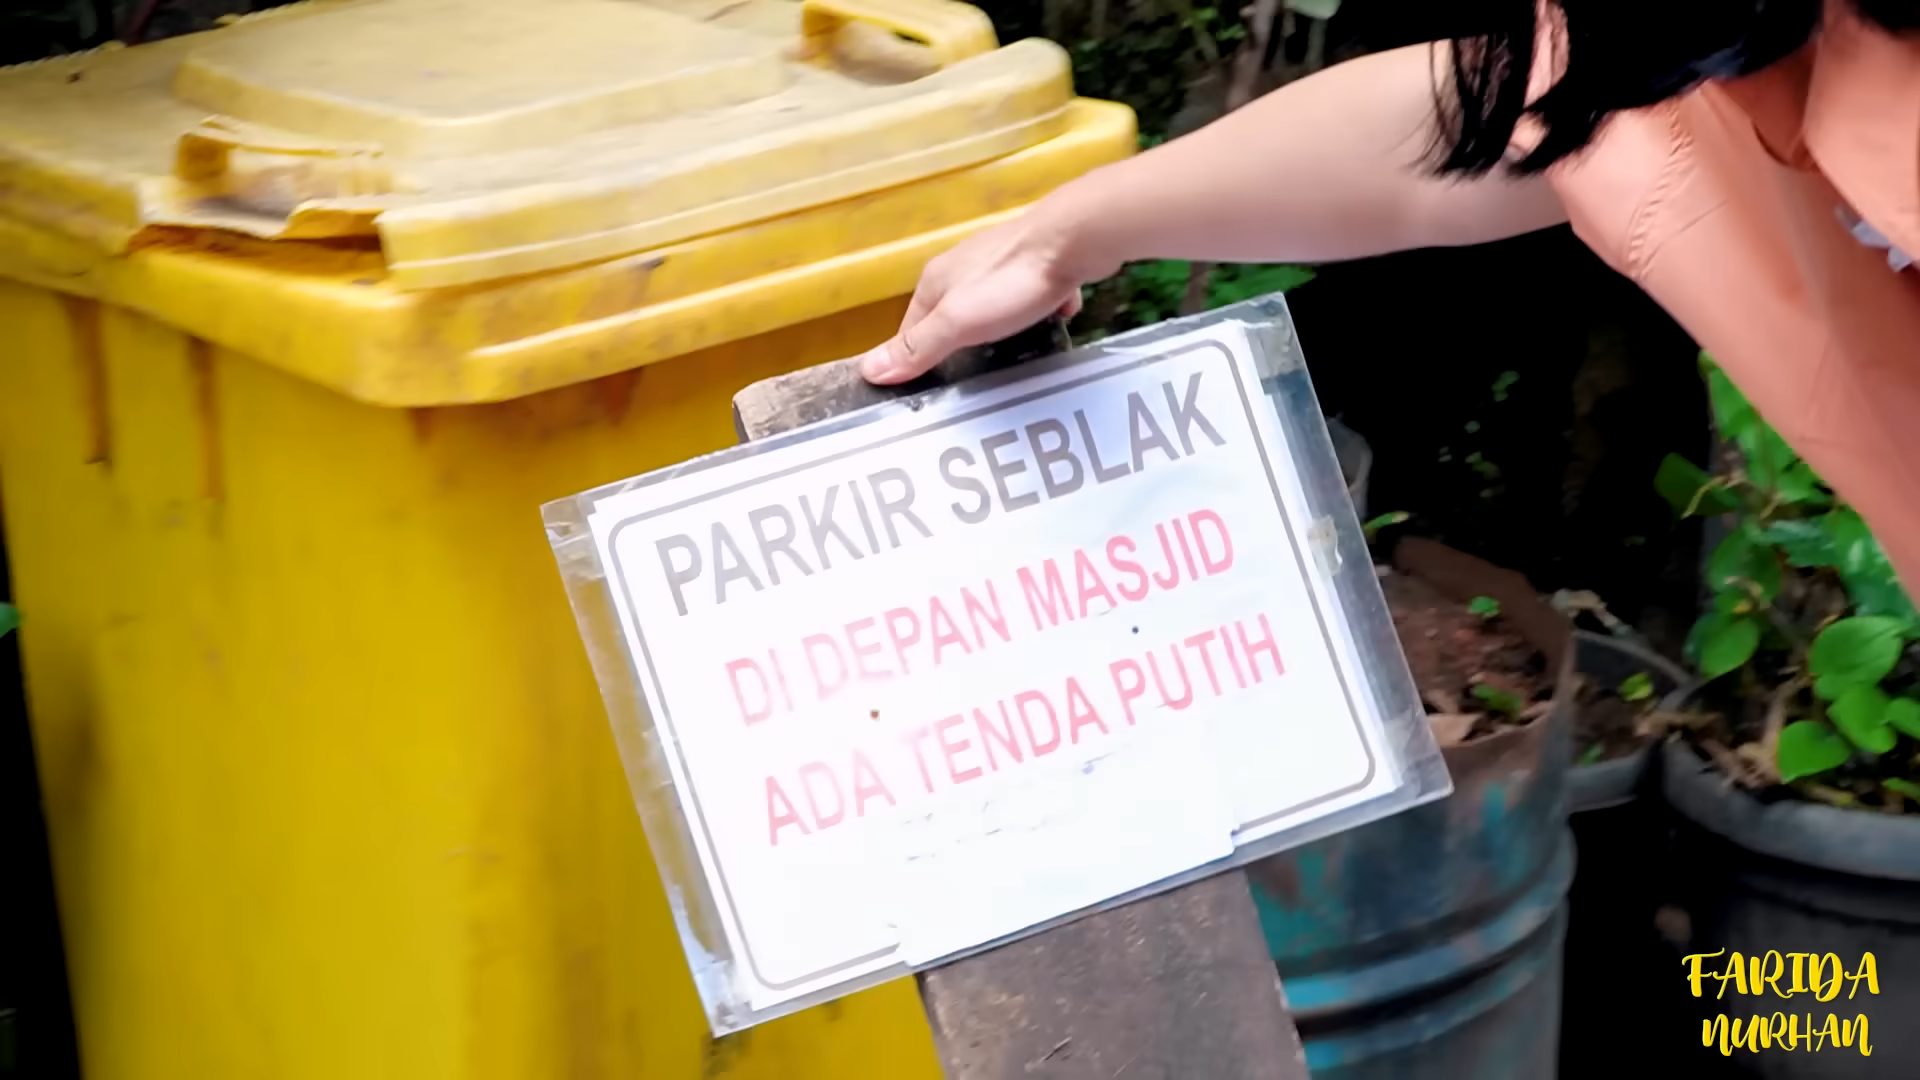 PARKIR SEBLAK
DI DEPAN MASJID
ADA TENDA PUTIH
FARIDA
NURHAN